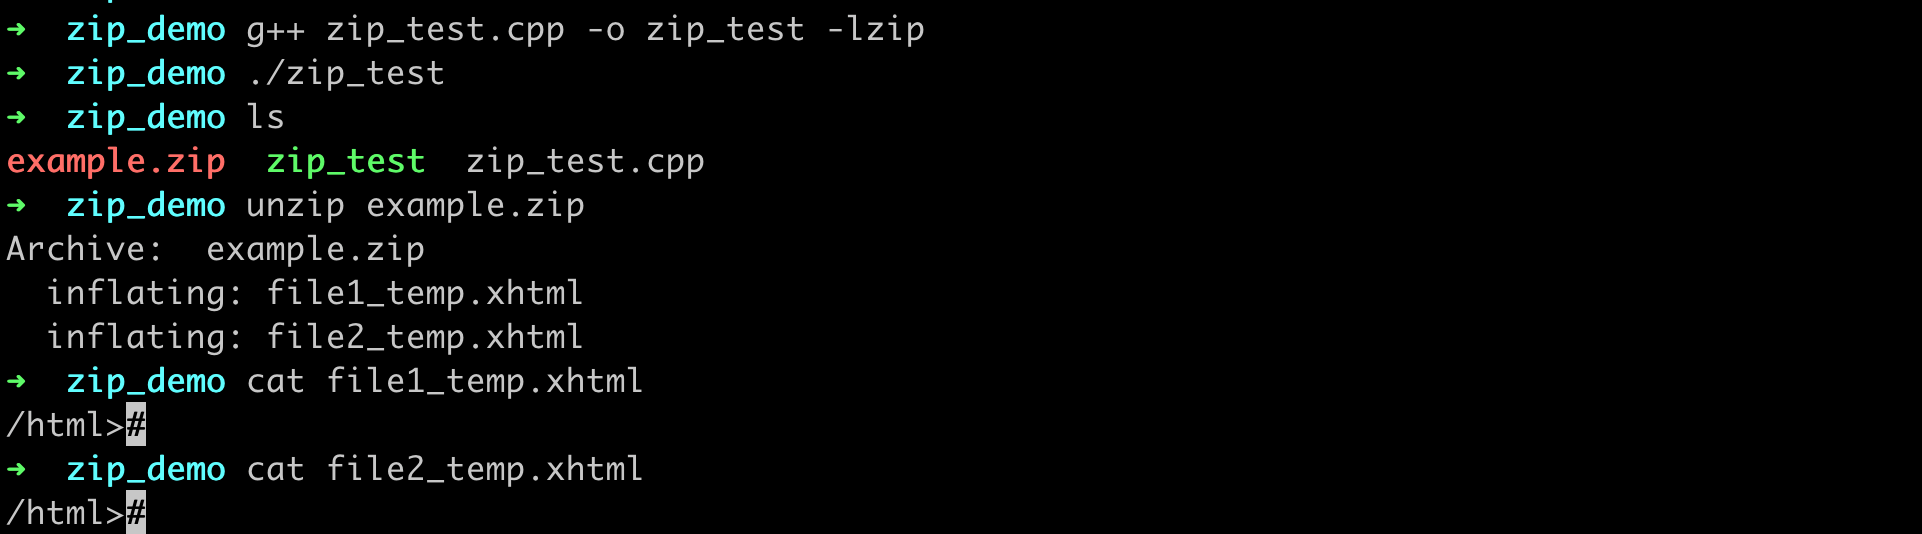 ➜  zip_demo g++ zip_test.cpp -o zip_test -lzip
➜  zip_demo ./zip_test
➜  zip_demo ls
example.zip  zip_test  zip_test.cpp
➜  zip_demo unzip example.zip
Archive:  example.zip
  inflating: file1_temp.xhtml
  inflating: file2_temp.xhtml
➜  zip_demo cat file1_temp.xhtml
/html>#
➜  zip_demo cat file2_temp.xhtml
/html>#